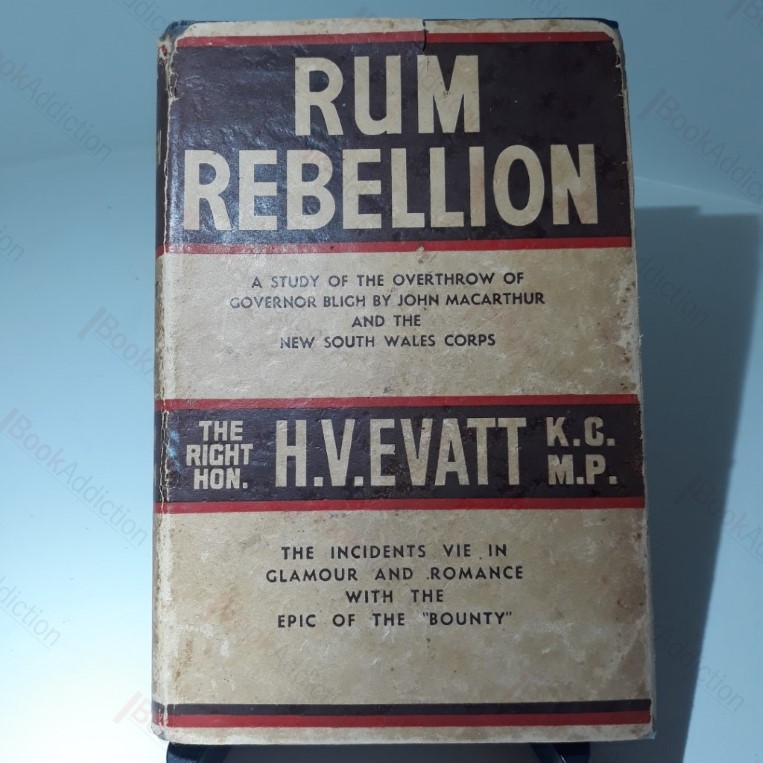 RUM
REBELLION
A STUDY OF THE OVERTHROW OF
GOVERNOR BLIGH BY JOHN MACARTHUR
AND THE
NEW SOUTH WALES CORPS
THE RIGHT HON. H.V.EVATT K.C. M.P.
THE INCIDENTS VIE IN
GLAMOUR AND ROMANCE
WITH THE
EPIC OF THE "BOUNTY"
BookAddiction